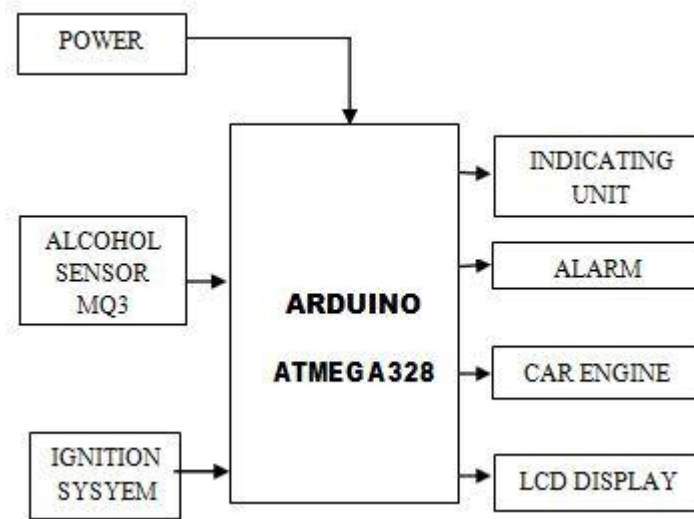 POWER
ALCOHOL
SENSOR
MQ3
IGNITION
SYSYEM
ARDUINO
ATMEGA328
INDICATING
UNIT
ALARM
CAR ENGINE
LCD DISPLAY